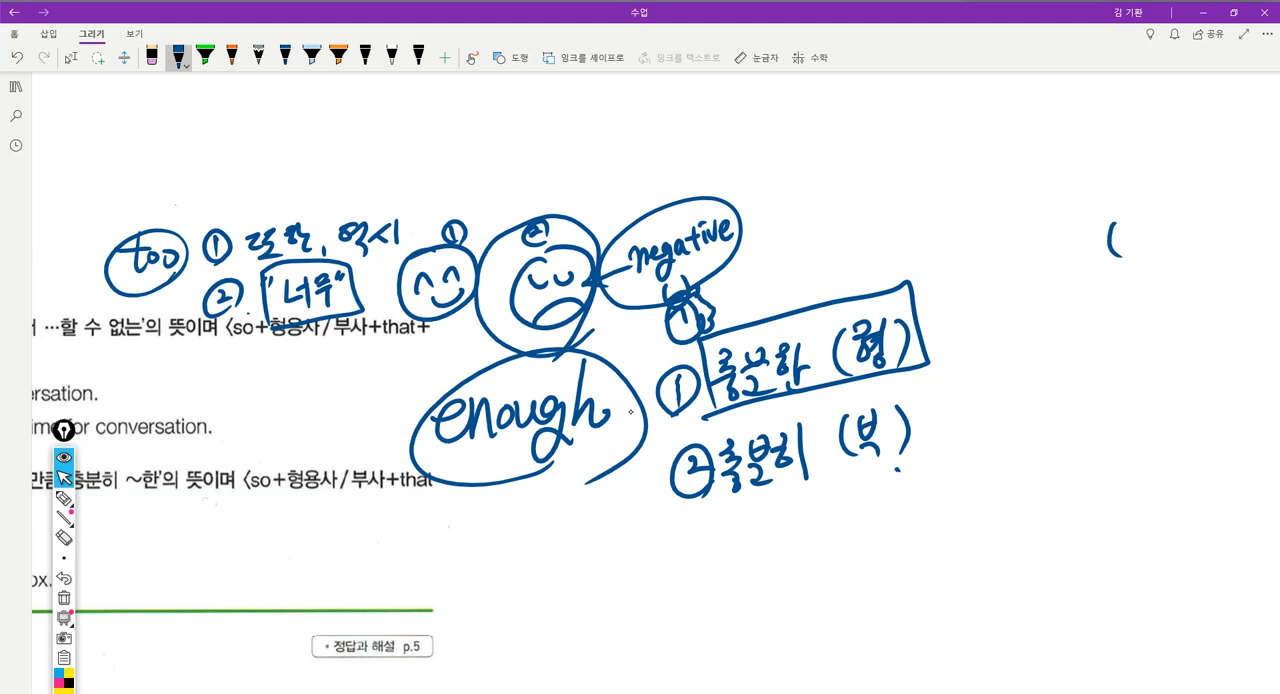 수업
김 기환
홈 삽입 그리기 보기
공유
도형
잉크를 셰이프로
잉크를 텍스트로
눈금자
수학
too ① 또한, 역시
② "너무"
① ②
negative
①
…할 수 없는'의 뜻이며 〈so+형용사/부사+that+
ersation.
for conversation.
enough
① 충분한 (형)
② 충분히 (부)
만큼 충분히 ~한'의 뜻이며 〈so+형용사/부사+that
ox.
• 정답과 해설 p.5
(